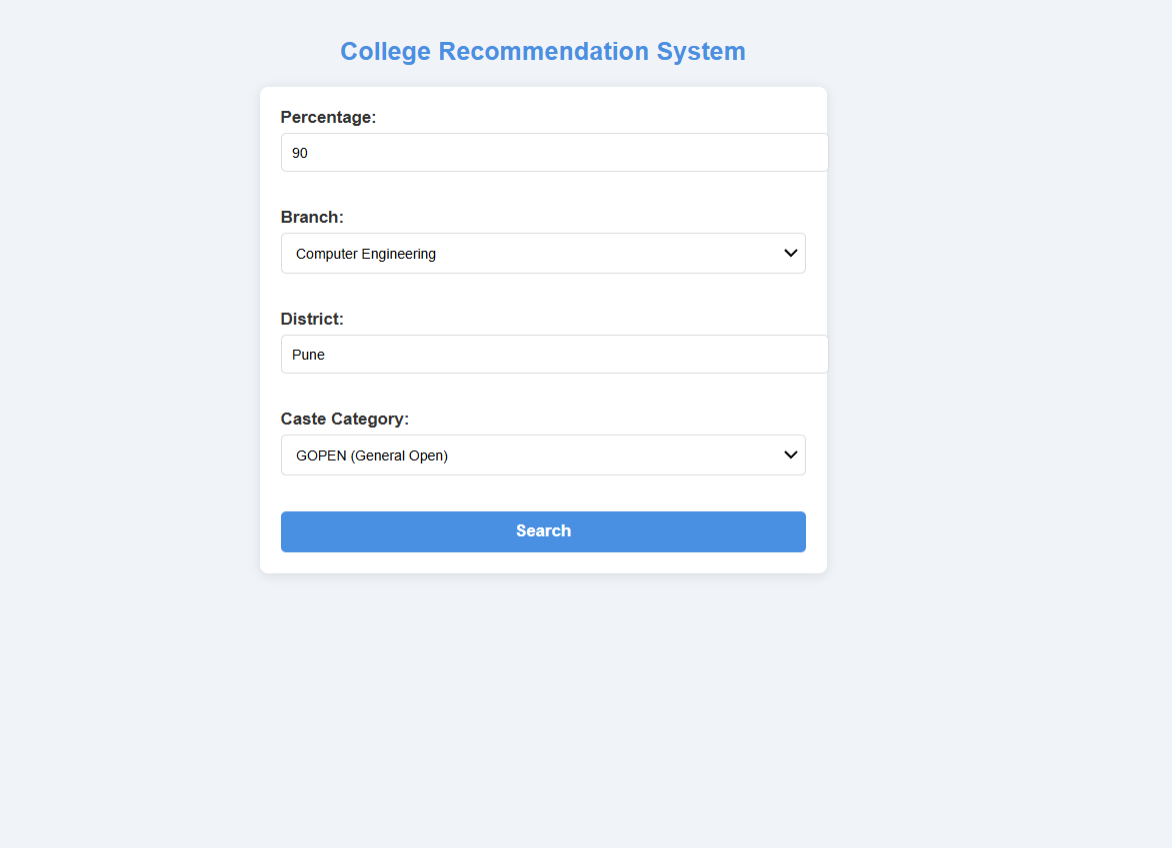 College Recommendation System
Percentage:
90
Branch:
Computer Engineering
District:
Pune
Caste Category:
GOPEN (General Open)
Search